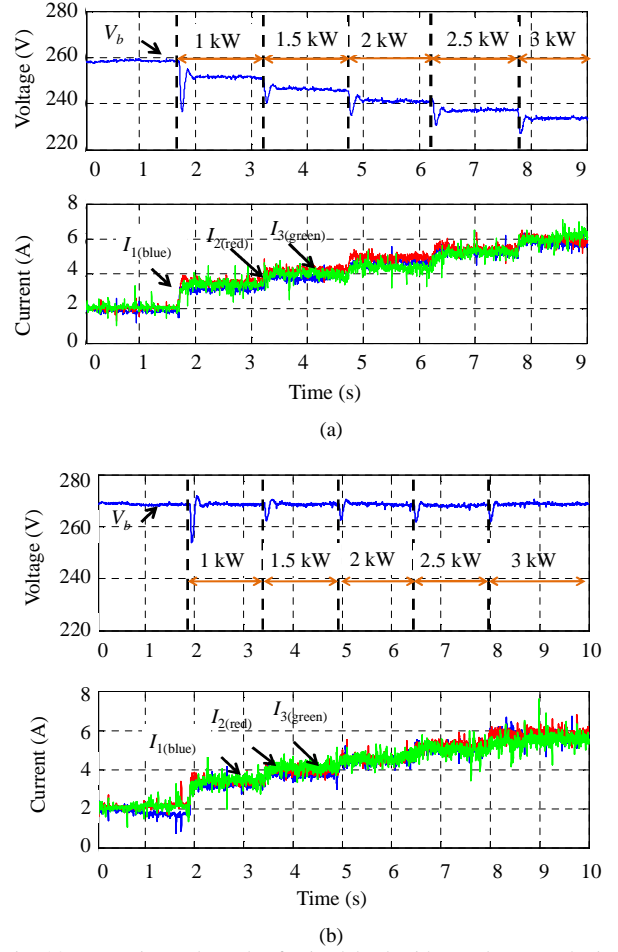 280
260
240
220
Voltage (V)
V_b
1 kW
1.5 kW
2 kW
2.5 kW
3 kW
0 1 2 3 4 5 6 7 8 9
8
6
4
2
0
Current (A)
I_1(blue)
I_2(red)
I_3(green)
0 1 2 3 4 5 6 7 8 9
Time (s)
(a)
280
260
240
220
Voltage (V)
V_b
1 kW
1.5 kW
2 kW
2.5 kW
3 kW
0 1 2 3 4 5 6 7 8 9 10
8
6
4
2
0
Current (A)
I_1(blue)
I_2(red)
I_3(green)
0 1 2 3 4 5 6 7 8 9 10
Time (s)
(b)